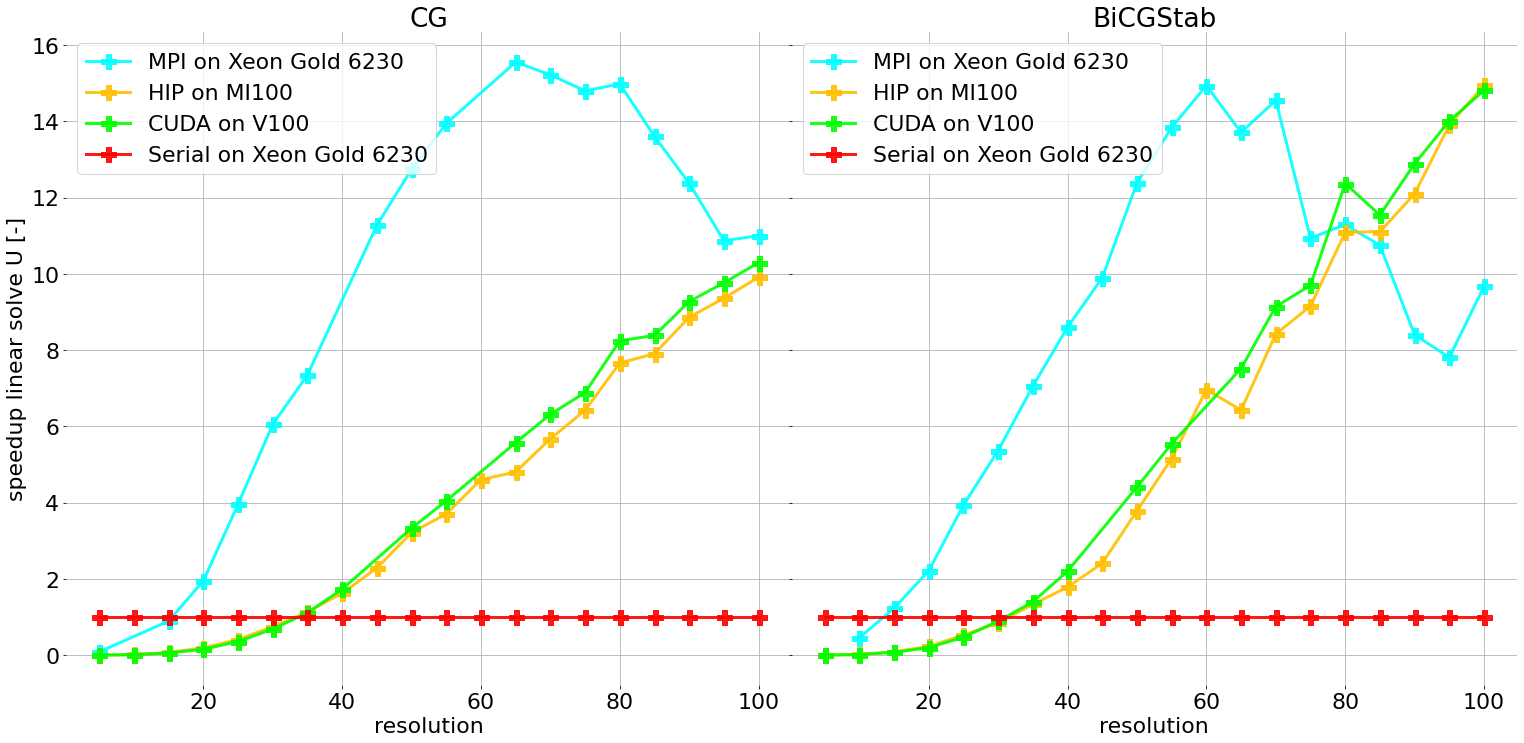 CG
BiCGStab
speedup linear solve U [-]
16
14
12
10
8
6
4
2
0
MPI on Xeon Gold 6230
HIP on MI100
CUDA on V100
Serial on Xeon Gold 6230
MPI on Xeon Gold 6230
HIP on MI100
CUDA on V100
Serial on Xeon Gold 6230
20 40 60 80 100
20 40 60 80 100
resolution
resolution